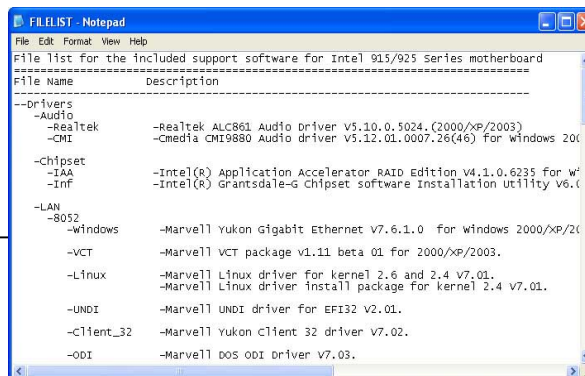 FILELIST - Notepad
File Edit Format View Help
File list for the included support software for Intel 915/925 Series motherboard
================================================================================
File Name Description
--------------------------------------------------------------------------------
--Drivers
-Audio
-Realtek -Realtek ALC861 Audio Driver V5.10.0.5024.(2000/XP/2003)
-CMI -Cmedia CMI9880 Audio driver V5.12.01.0007.26(46) for Windows 200
-Chipset
-IAA -Intel(R) Application Accelerator RAID Edition V4.1.0.6235 for Wi
-Inf -Intel(R) Grantsdale-G Chipset software Installation Utility V6.0
-LAN
-8052
-Windows -Marvell Yukon Gigabit Ethernet V7.6.1.0 for Windows 2000/XP/20
-VCT -Marvell VCT package v1.11 beta 01 for 2000/XP/2003.
-Linux -Marvell Linux driver for kernel 2.6 and 2.4 V7.01.
-Marvell Linux driver install package for kernel 2.4 V7.01.
-UNDI -Marvell UNDI driver for EFI32 V2.01.
-Client_32 -Marvell Yukon Client 32 driver V7.02.
-ODI -Marvell DOS ODI Driver V7.03.